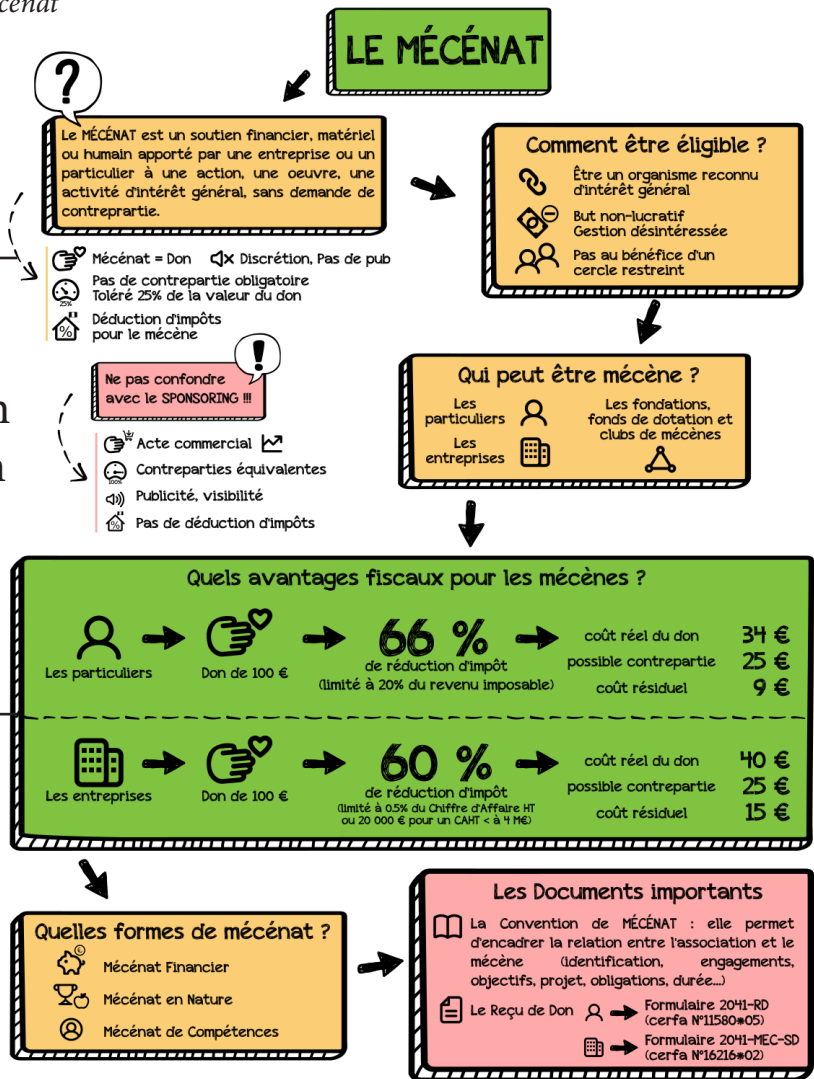 LE MÉCÉNAT
?
Le MÉCÉNAT est un soutien financier, matériel
ou humain apporté par une entreprise ou un
particulier à une action, une oeuvre, une
activité d'intérêt général, sans demande de
contreprartie.
Mécénat = Don Discrétion, Pas de pub
Pas de contrepartie obligatoire
Toléré 25% de la valeur du don
25%
Déduction d'impôts
pour le mécène
%
!
Ne pas confondre
avec le SPONSORING !!!
Acte commercial
Contreparties équivalentes
100%
Publicité, visibilité
Pas de déduction d'impôts
%
Comment être éligible ?
Être un organisme reconnu
d'intérêt général
But non-lucratif
Gestion désintéressée
Pas au bénéfice d'un
cercle restreint
Qui peut être mécène ?
Les
particuliers
Les
entreprises
Les fondations,
fonds de dotation et
clubs de mécènes
Quels avantages fiscaux pour les mécènes ?
Les particuliers
Don de 100 €
66 %
de réduction d'impôt
(limité à 20% du revenu imposable)
coût réel du don 34 €
possible contrepartie 25 €
coût résiduel 9 €
Les entreprises
Don de 100 €
60 %
de réduction d'impôt
(limité à 0.5% du Chiffre d'Affaire HT
ou 20 000 € pour un CAHT < à 4 M€)
coût réel du don 40 €
possible contrepartie 25 €
coût résiduel 15 €
Quelles formes de mécénat ?
Mécénat Financier
Mécénat en Nature
Mécénat de Compétences
Les Documents importants
La Convention de MÉCÉNAT : elle permet
d'encadrer la relation entre l'association et le
mécène (identification, engagements,
objectifs, projet, obligations, durée...)
Le Reçu de Don
Formulaire 2041-RD
(cerfa N°11580*05)
Formulaire 2041-MEC-SD
(cerfa N°16216*02)